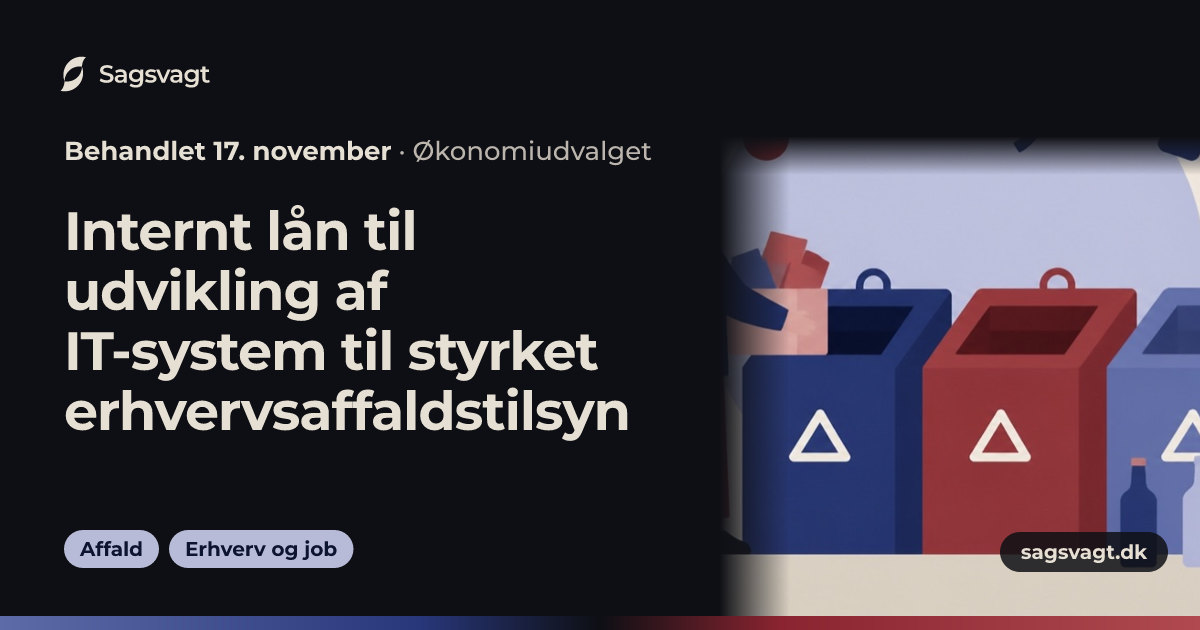 Sagsvagt
Behandlet 17. november · Økonomiudvalget
Internt lån til
udvikling af
IT-system til styrket
erhvervsaffaldstilsyn
Affald
Erhverv og job
sagsvagt.dk